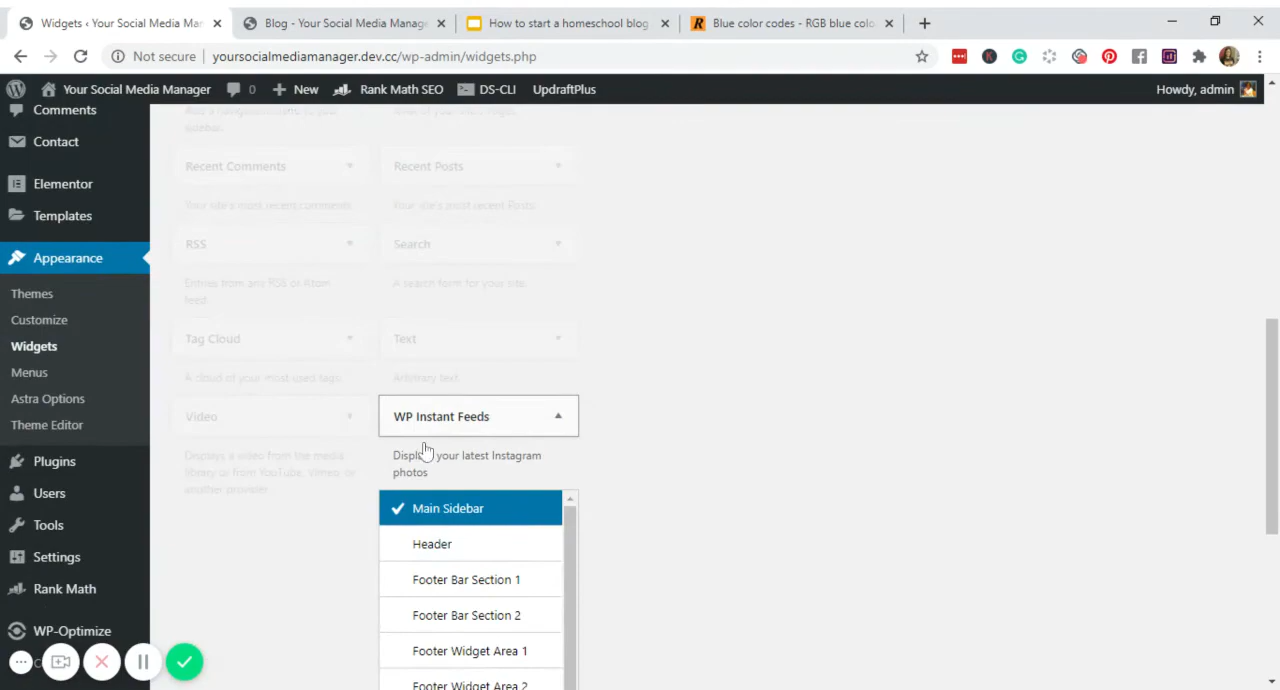 Widgets ‹ Your Social Media Mar
Blog - Your Social Media Manage
How to start a homeschool blog
R
Blue color codes - RGB blue colo
Not secure
yoursocialmediamanager.dev.cc/wp-admin/widgets.php
Your Social Media Manager
0
New
Rank Math SEO
DS-CLI
UpdraftPlus
Howdy, admin
Comments
Contact
Elementor
Templates
Appearance
Themes
Customize
Widgets
Menus
Astra Options
Theme Editor
Plugins
Users
Tools
Settings
Rank Math
WP-Optimize
sidebar.
Recent Comments
Recent Posts
Your site's most recent comments.
Your site's most recent Posts.
RSS
Search
Entries from any RSS or Atom
feed.
A search form for your site.
Tag Cloud
Text
A cloud of your most used tags.
Arbitrary text.
Video
WP Instant Feeds
Displays a video from the media
library or from YouTube, Vimeo, or
another provider.
your latest Instagram
photos
Main Sidebar
Header
Footer Bar Section 1
Footer Bar Section 2
Footer Widget Area 1
Footer Widget Area 2